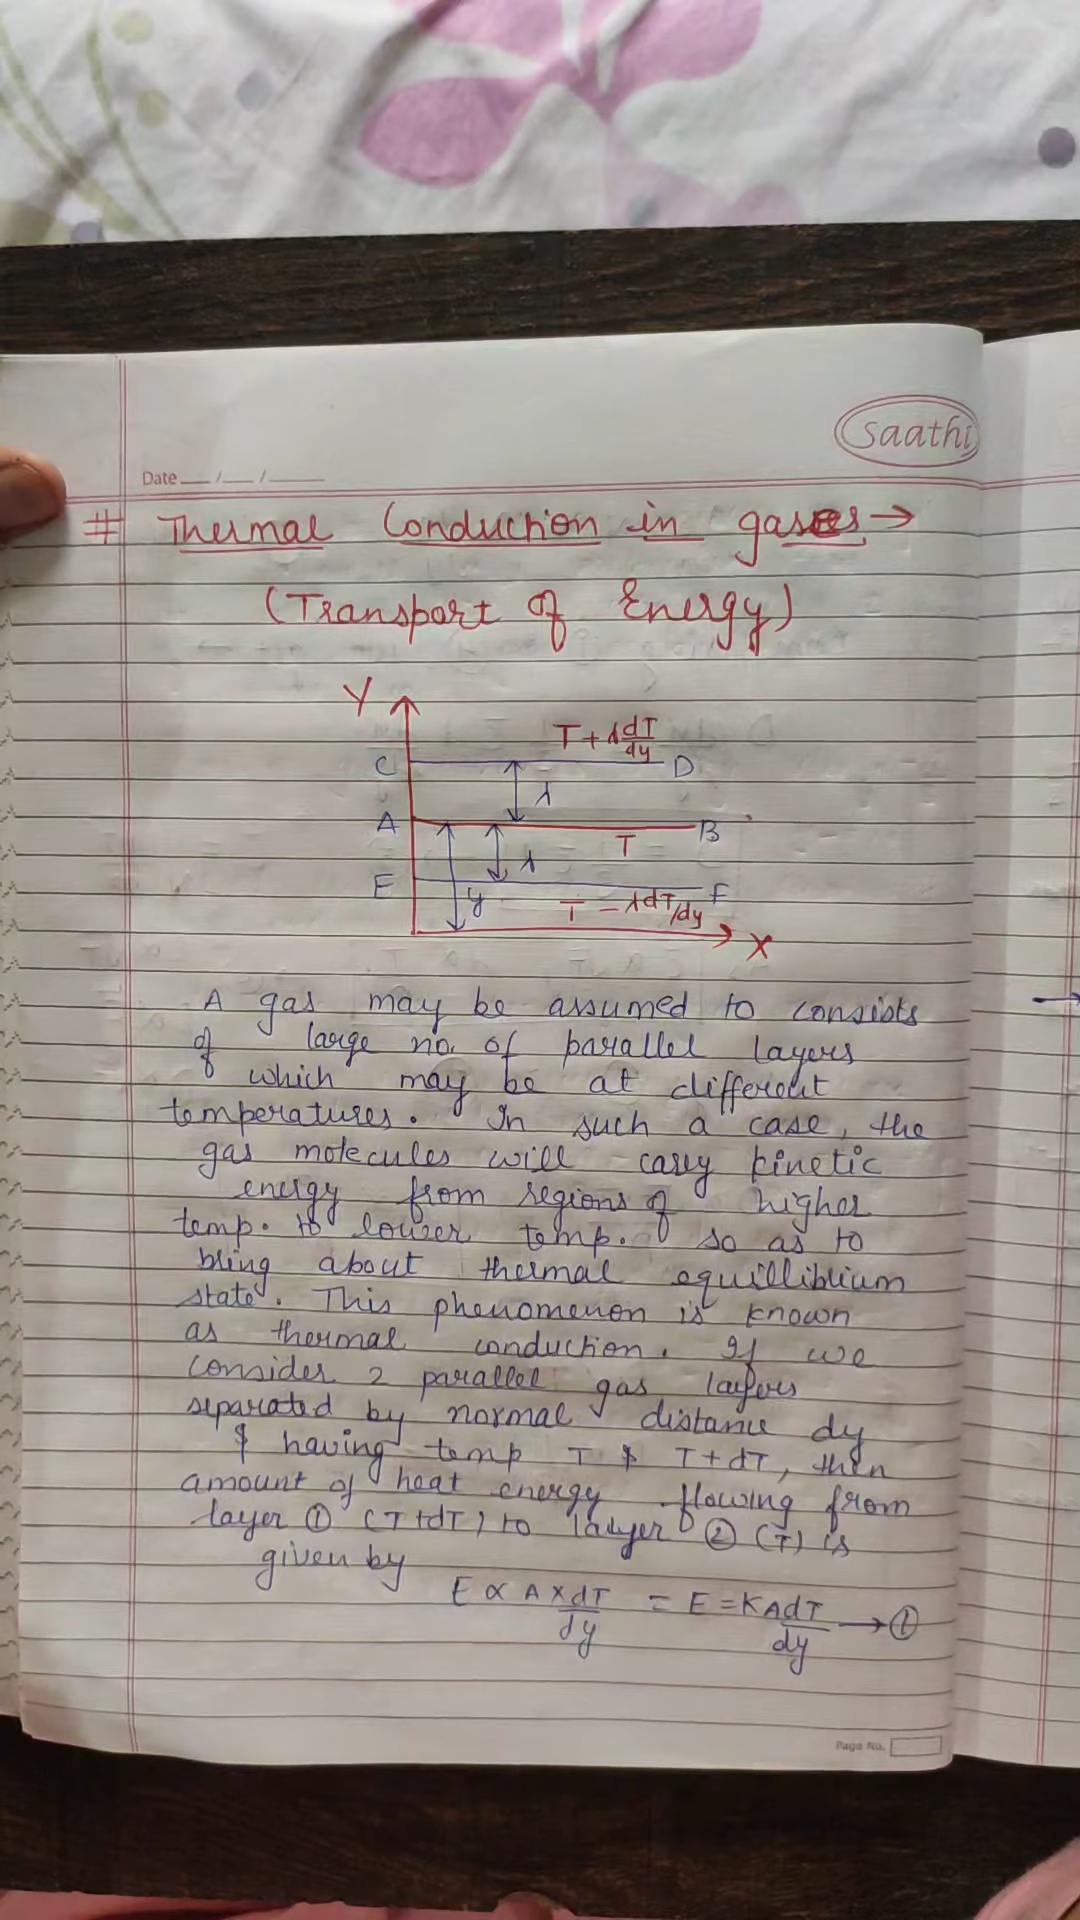 Saathi
Date __/__/____
# Thermal Conduction in gases →
(Transport of Energy)
Y
T + λ dT/dy
C D
λ
A B
T
λ
E F
y
T - λ dT/dy
X
A gas may be assumed to consists
of large no. of parallel layers
which may be at different
temperatures. In such a case, the
gas molecules will carry kinetic
energy from regions of higher
temp. to lower temp. so as to
bring about thermal equillibrium
state. This phenomenon is known
as thermal conduction. If we
consider 2 parallel gas layers
separated by normal distance dy
& having temp T & T+dT, then
amount of heat energy flowing from
layer ① (T+dT) to layer ② (T) is
given by
E ∝ A x dT/dy = E = KA dT/dy → ①
Page No.